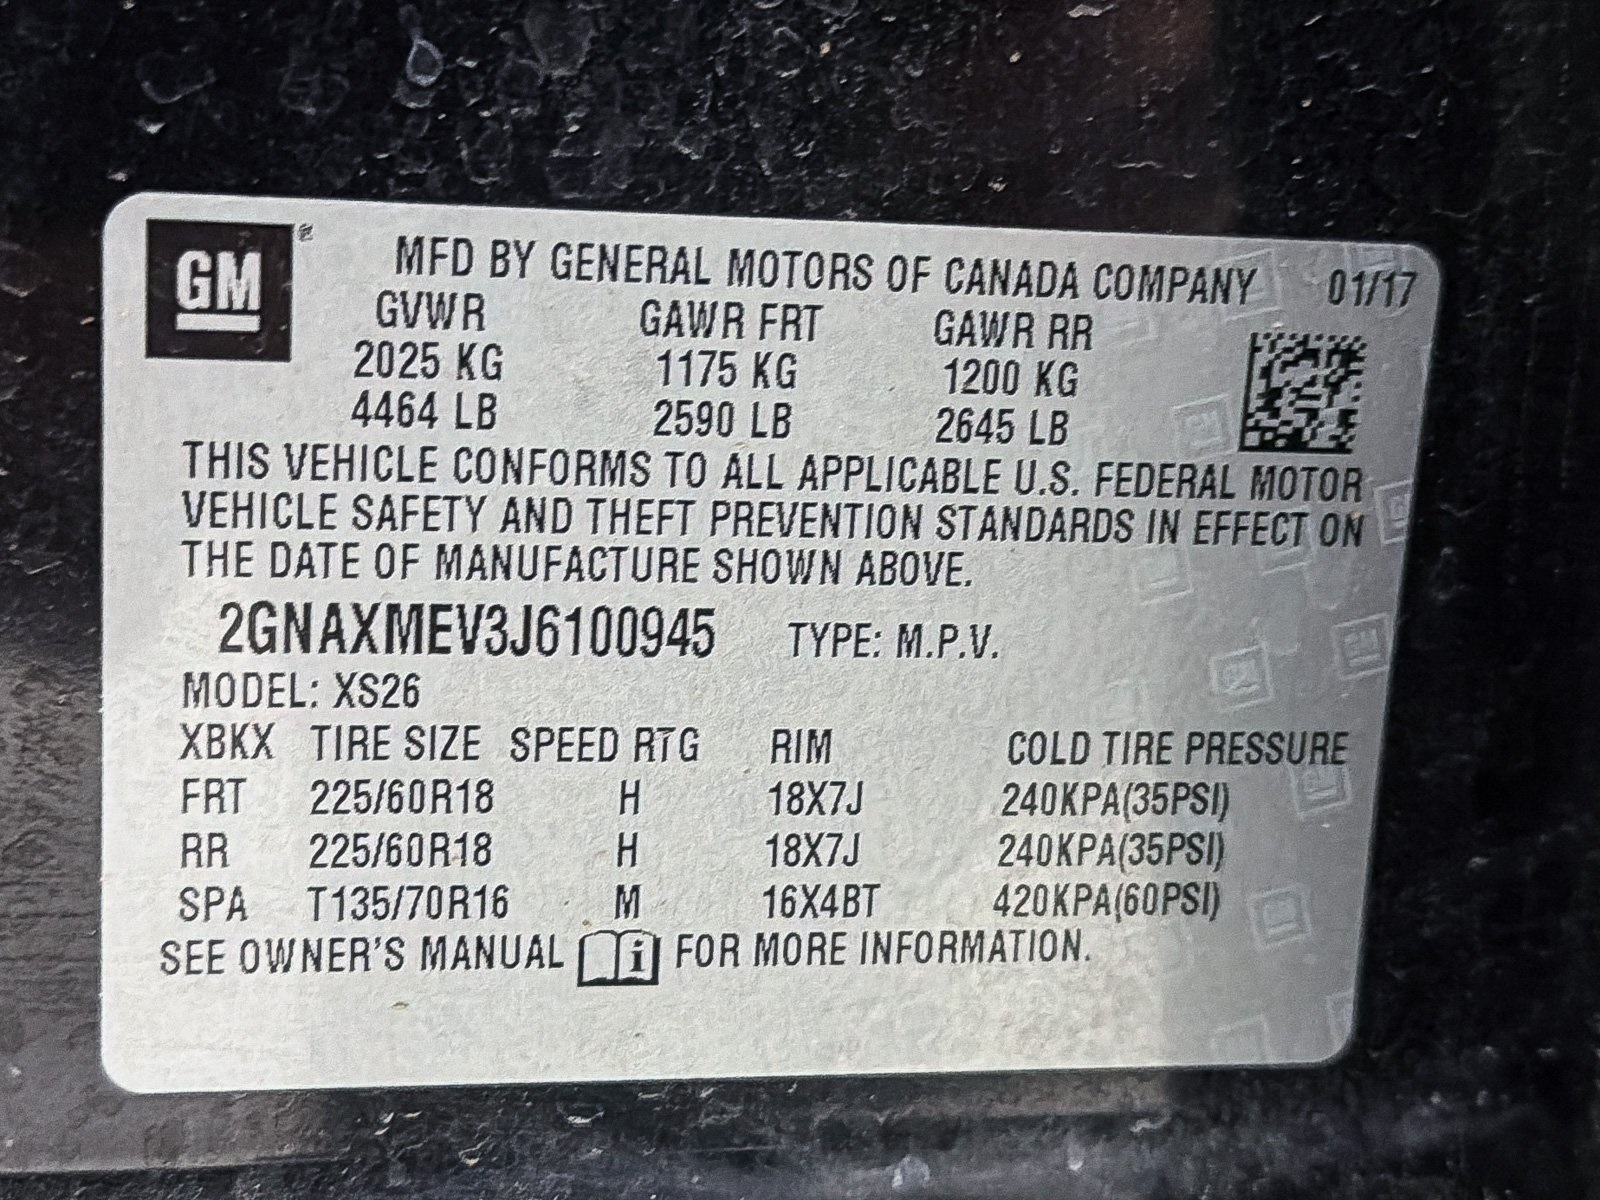 GM
MFD BY GENERAL MOTORS OF CANADA COMPANY 01/17
GVWR GAWR FRT GAWR RR
2025 KG 1175 KG 1200 KG
4464 LB 2590 LB 2645 LB
THIS VEHICLE CONFORMS TO ALL APPLICABLE U.S. FEDERAL MOTOR
VEHICLE SAFETY AND THEFT PREVENTION STANDARDS IN EFFECT ON
THE DATE OF MANUFACTURE SHOWN ABOVE.
2GNAXMEV3J6100945 TYPE: M.P.V.
MODEL: XS26
XBKX TIRE SIZE SPEED RTG RIM COLD TIRE PRESSURE
FRT 225/60R18 H 18X7J 240KPA(35PSI)
RR 225/60R18 H 18X7J 240KPA(35PSI)
SPA T135/70R16 M 16X4BT 420KPA(60PSI)
SEE OWNER'S MANUAL i FOR MORE INFORMATION.